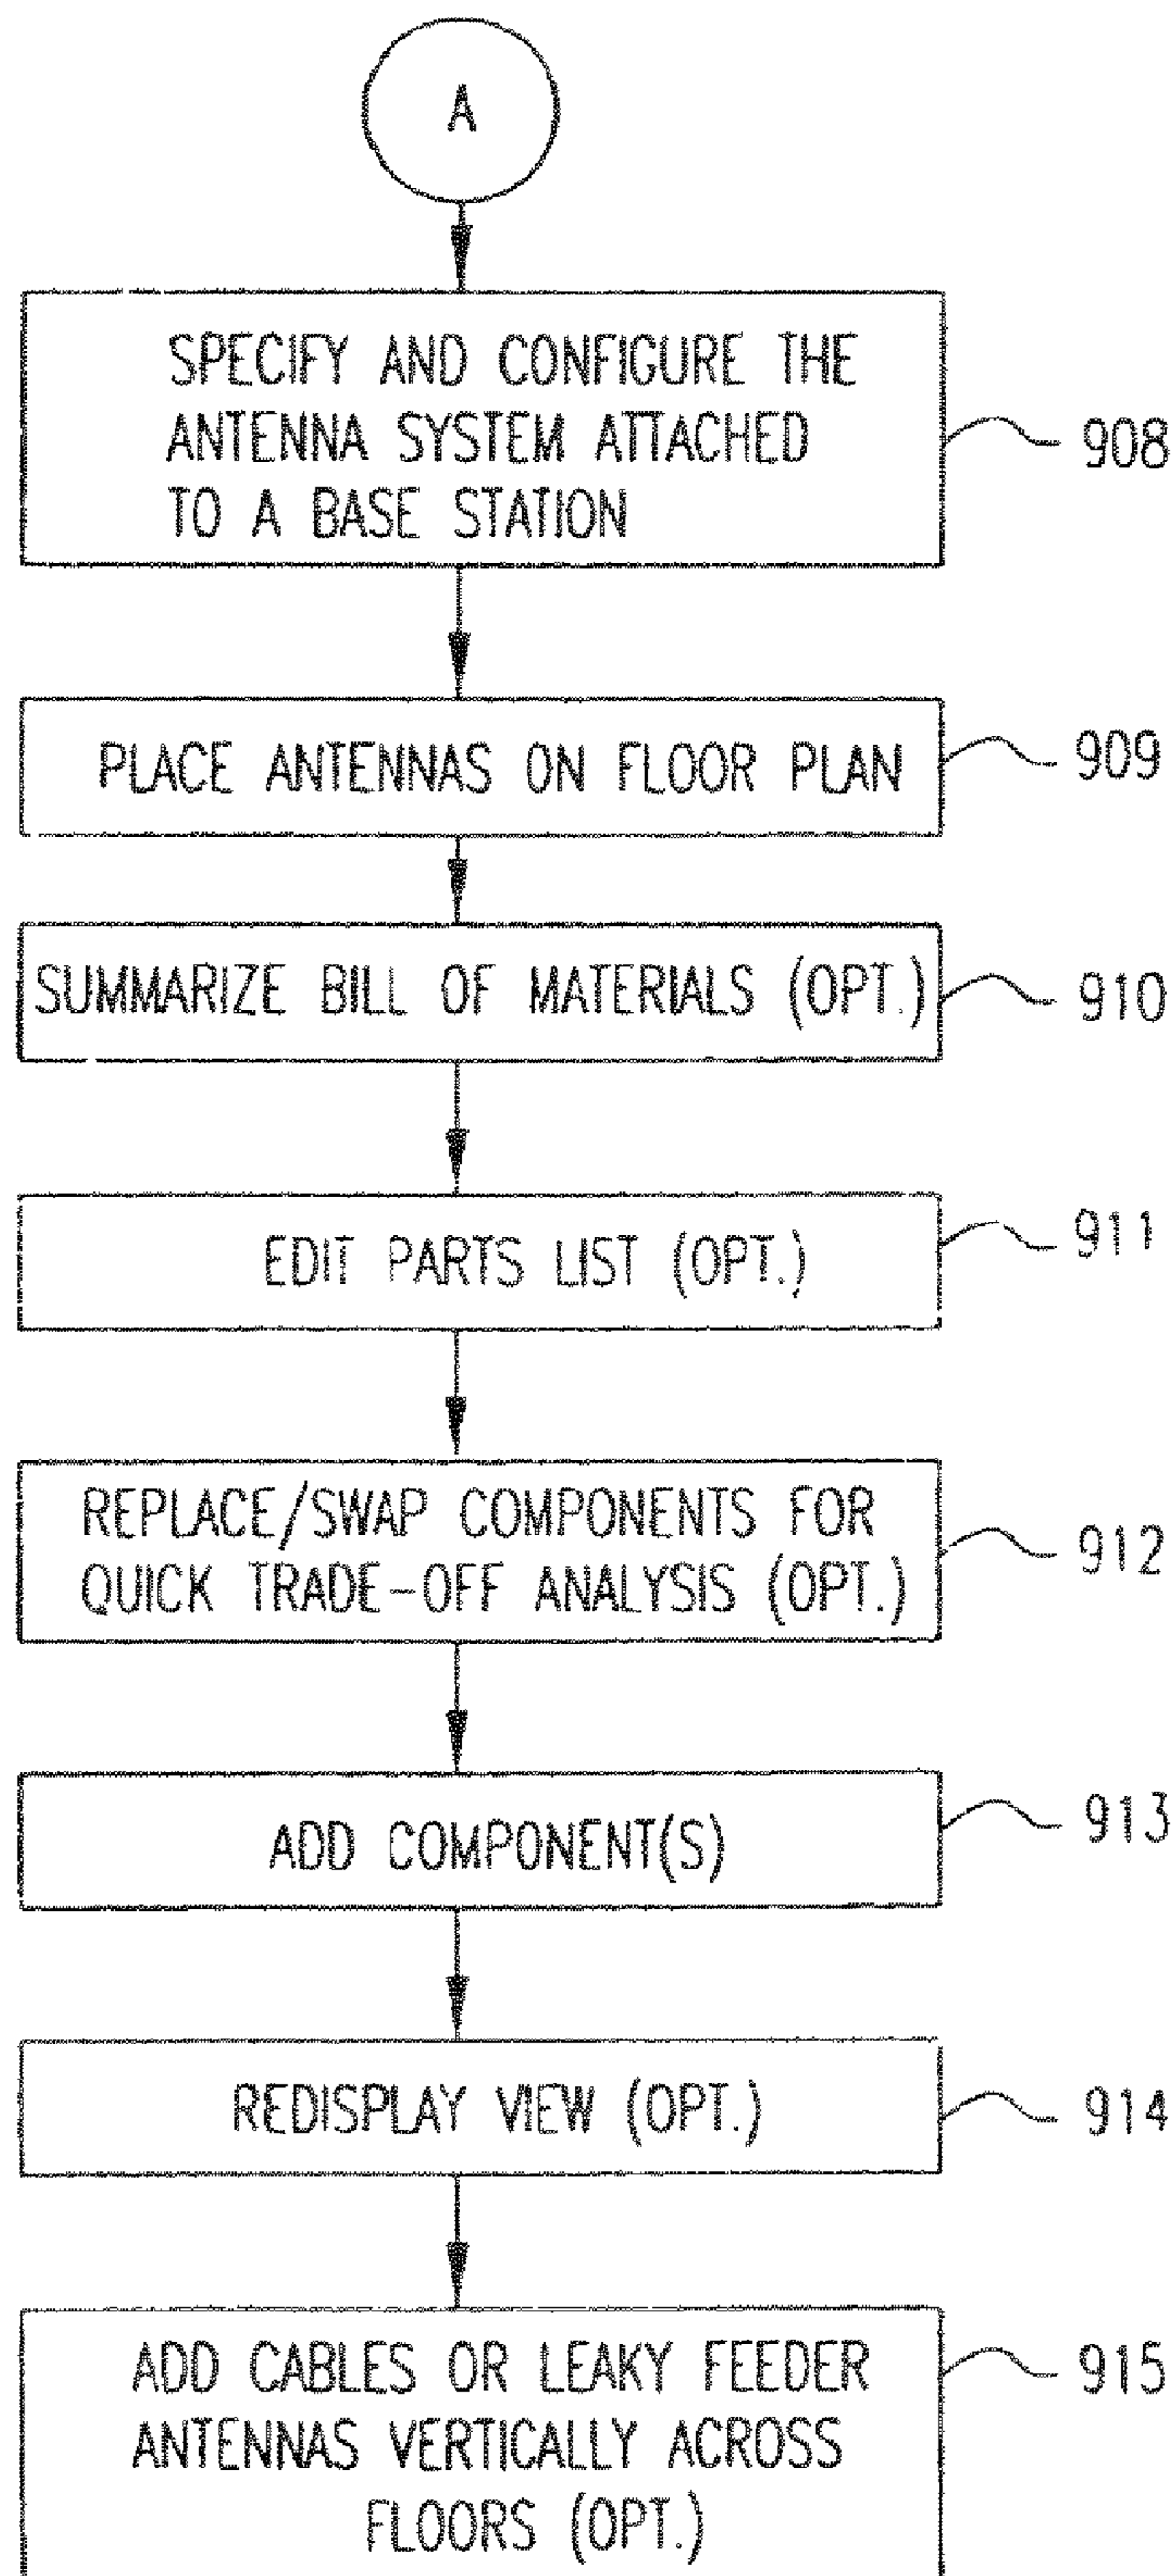 A
SPECIFY AND CONFIGURE THE
ANTENNA SYSTEM ATTACHED
TO A BASE STATION
908
PLACE ANTENNAS ON FLOOR PLAN
909
SUMMARIZE BILL OF MATERIALS (OPT.)
910
EDIT PARTS LIST (OPT.)
911
REPLACE/SWAP COMPONENTS FOR
QUICK TRADE-OFF ANALYSIS (OPT.)
912
ADD COMPONENT(S)
913
REDISPLAY VIEW (OPT.)
914
ADD CABLES OR LEAKY FEEDER
ANTENNAS VERTICALLY ACROSS
FLOORS (OPT.)
915